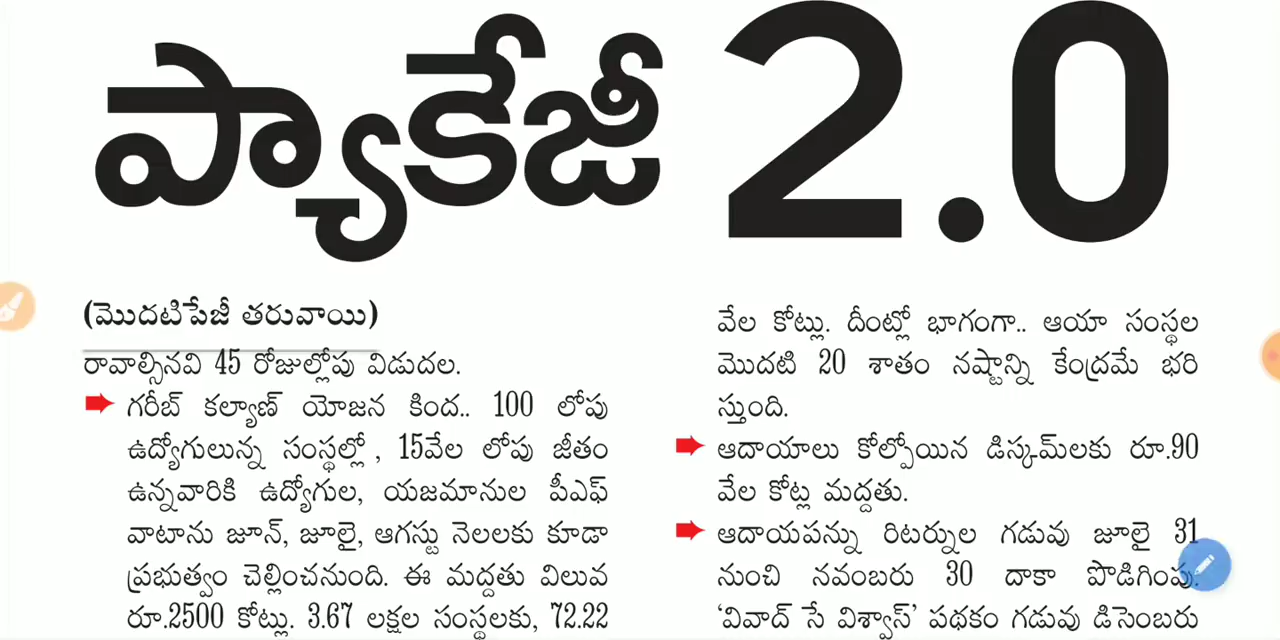 ప్యాకేజీ 2.0
(మొదటిపేజీ తరువాయి)
రావాల్సినవి 45 రోజుల్లోపు విడుదల.
గరీబ్ కల్యాణ్ యోజన కింద.. 100 లోపు
ఉద్యోగులున్న సంస్థల్లో, 15వేల లోపు జీతం
ఉన్నవారికి ఉద్యోగుల, యజమానుల పీఎఫ్
వాటాను జూన్, జూలై, ఆగస్టు నెలలకు కూడా
ప్రభుత్వం చెల్లించనుంది. ఈ మద్దతు విలువ
రూ.2500 కోట్లు. 3.67 లక్షల సంస్థలకు, 72.22
వేల కోట్లు. దీంట్లో భాగంగా.. ఆయా సంస్థల
మొదటి 20 శాతం నష్టాన్ని కేంద్రమే భరి
స్తుంది.
ఆదాయాలు కోల్పోయిన డిస్కమ్‌లకు రూ.90
వేల కోట్ల మద్దతు.
ఆదాయపన్ను రిటర్నుల గడువు జూలై 31
నుంచి నవంబరు 30 దాకా పొడిగింపు.
‘వివాద్ సే విశ్వాస్’ పథకం గడువు డిసెంబరు